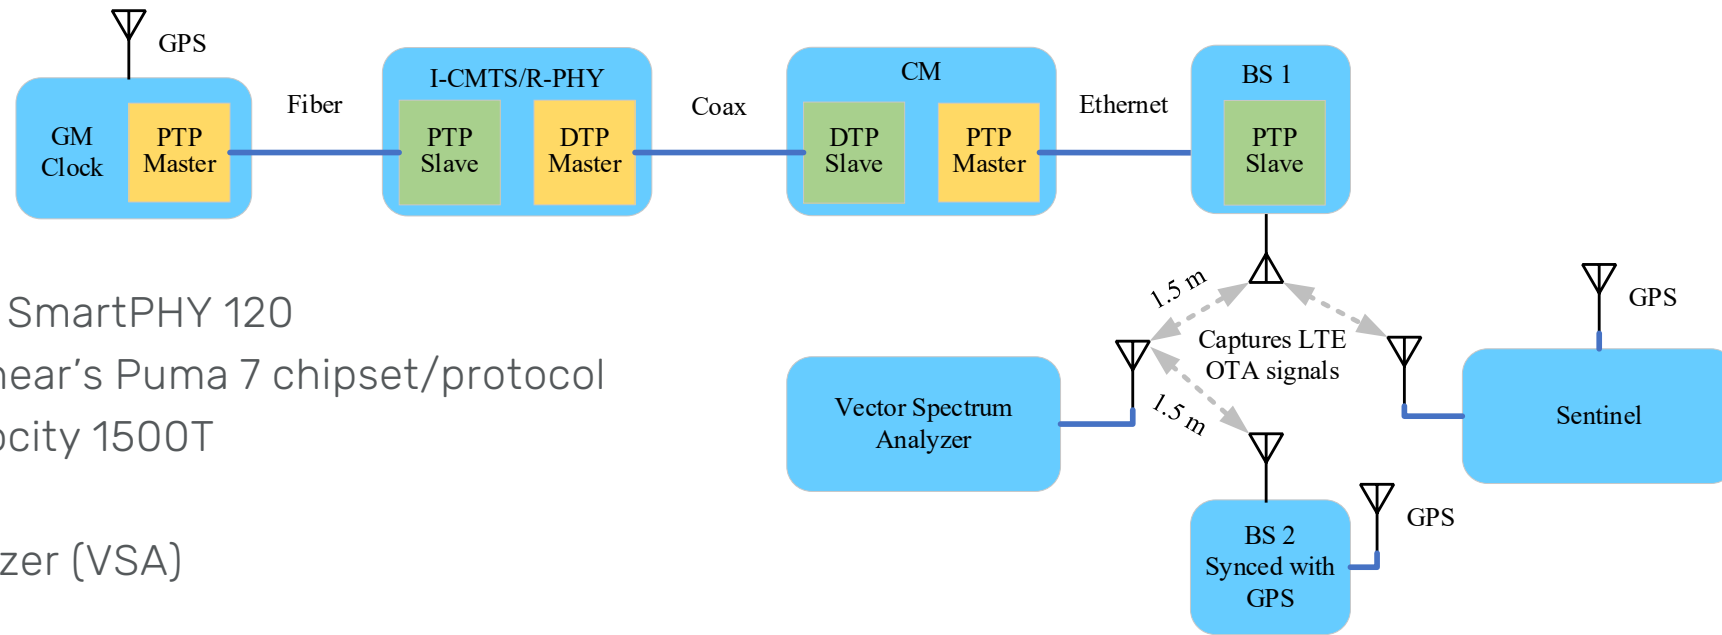 GPS
GM
Clock
PTP
Master
Fiber
I-CMTS/R-PHY
PTP
Slave
DTP
Master
Coax
CM
DTP
Slave
PTP
Master
Ethernet
BS 1
PTP
Slave
SmartPHY 120
near's Puma 7 chipset/protocol
ocity 1500T
zer (VSA)
1.5 m
Captures LTE
OTA signals
1.5 m
Vector Spectrum
Analyzer
BS 2
Synced with
GPS
GPS
GPS
Sentinel